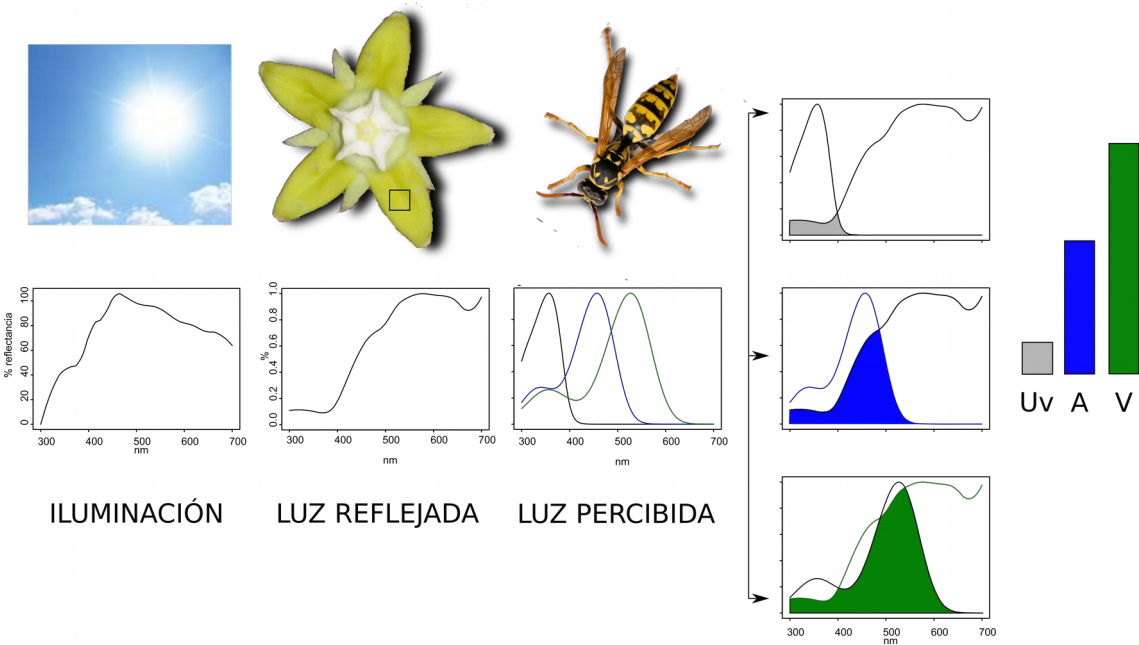 % reflectancia
100
80
60
40
20
0
300 400 500 600 700
nm
%
1.0
0.8
0.6
0.4
0.2
0.0
300 400 500 600 700
nm
300 400 500 600 700
nm
ILUMINACIÓN
LUZ REFLEJADA
LUZ PERCIBIDA
300 400 500 600 700
nm
Uv A V